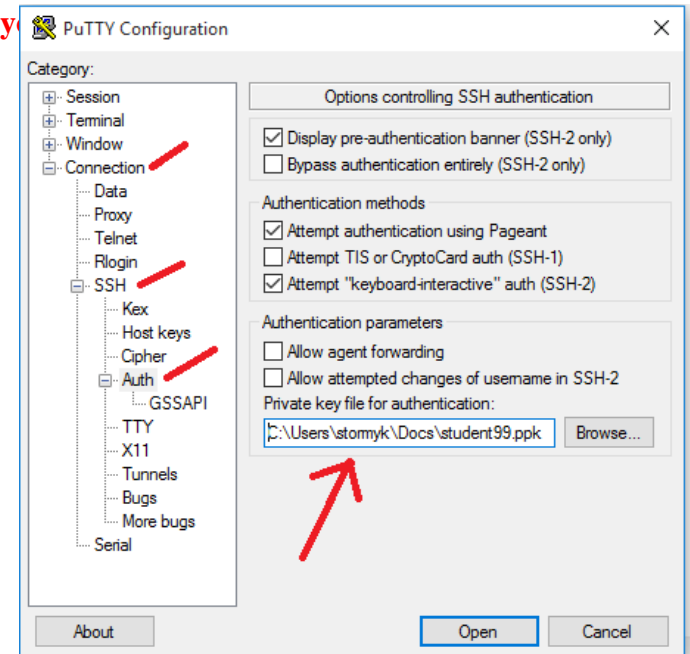 PuTTY Configuration
Category:
Session
Terminal
Window
Connection
Data
Proxy
Telnet
Rlogin
SSH
Kex
Host keys
Cipher
Auth
GSSAPI
TTY
X11
Tunnels
Bugs
More bugs
Serial
Options controlling SSH authentication
Display pre-authentication banner (SSH-2 only)
Bypass authentication entirely (SSH-2 only)
Authentication methods
Attempt authentication using Pageant
Attempt TIS or CryptoCard auth (SSH-1)
Attempt "keyboard-interactive" auth (SSH-2)
Authentication parameters
Allow agent forwarding
Allow attempted changes of username in SSH-2
Private key file for authentication:
C:\Users\stormyk\Docs\student99.ppk Browse...
About Open Cancel